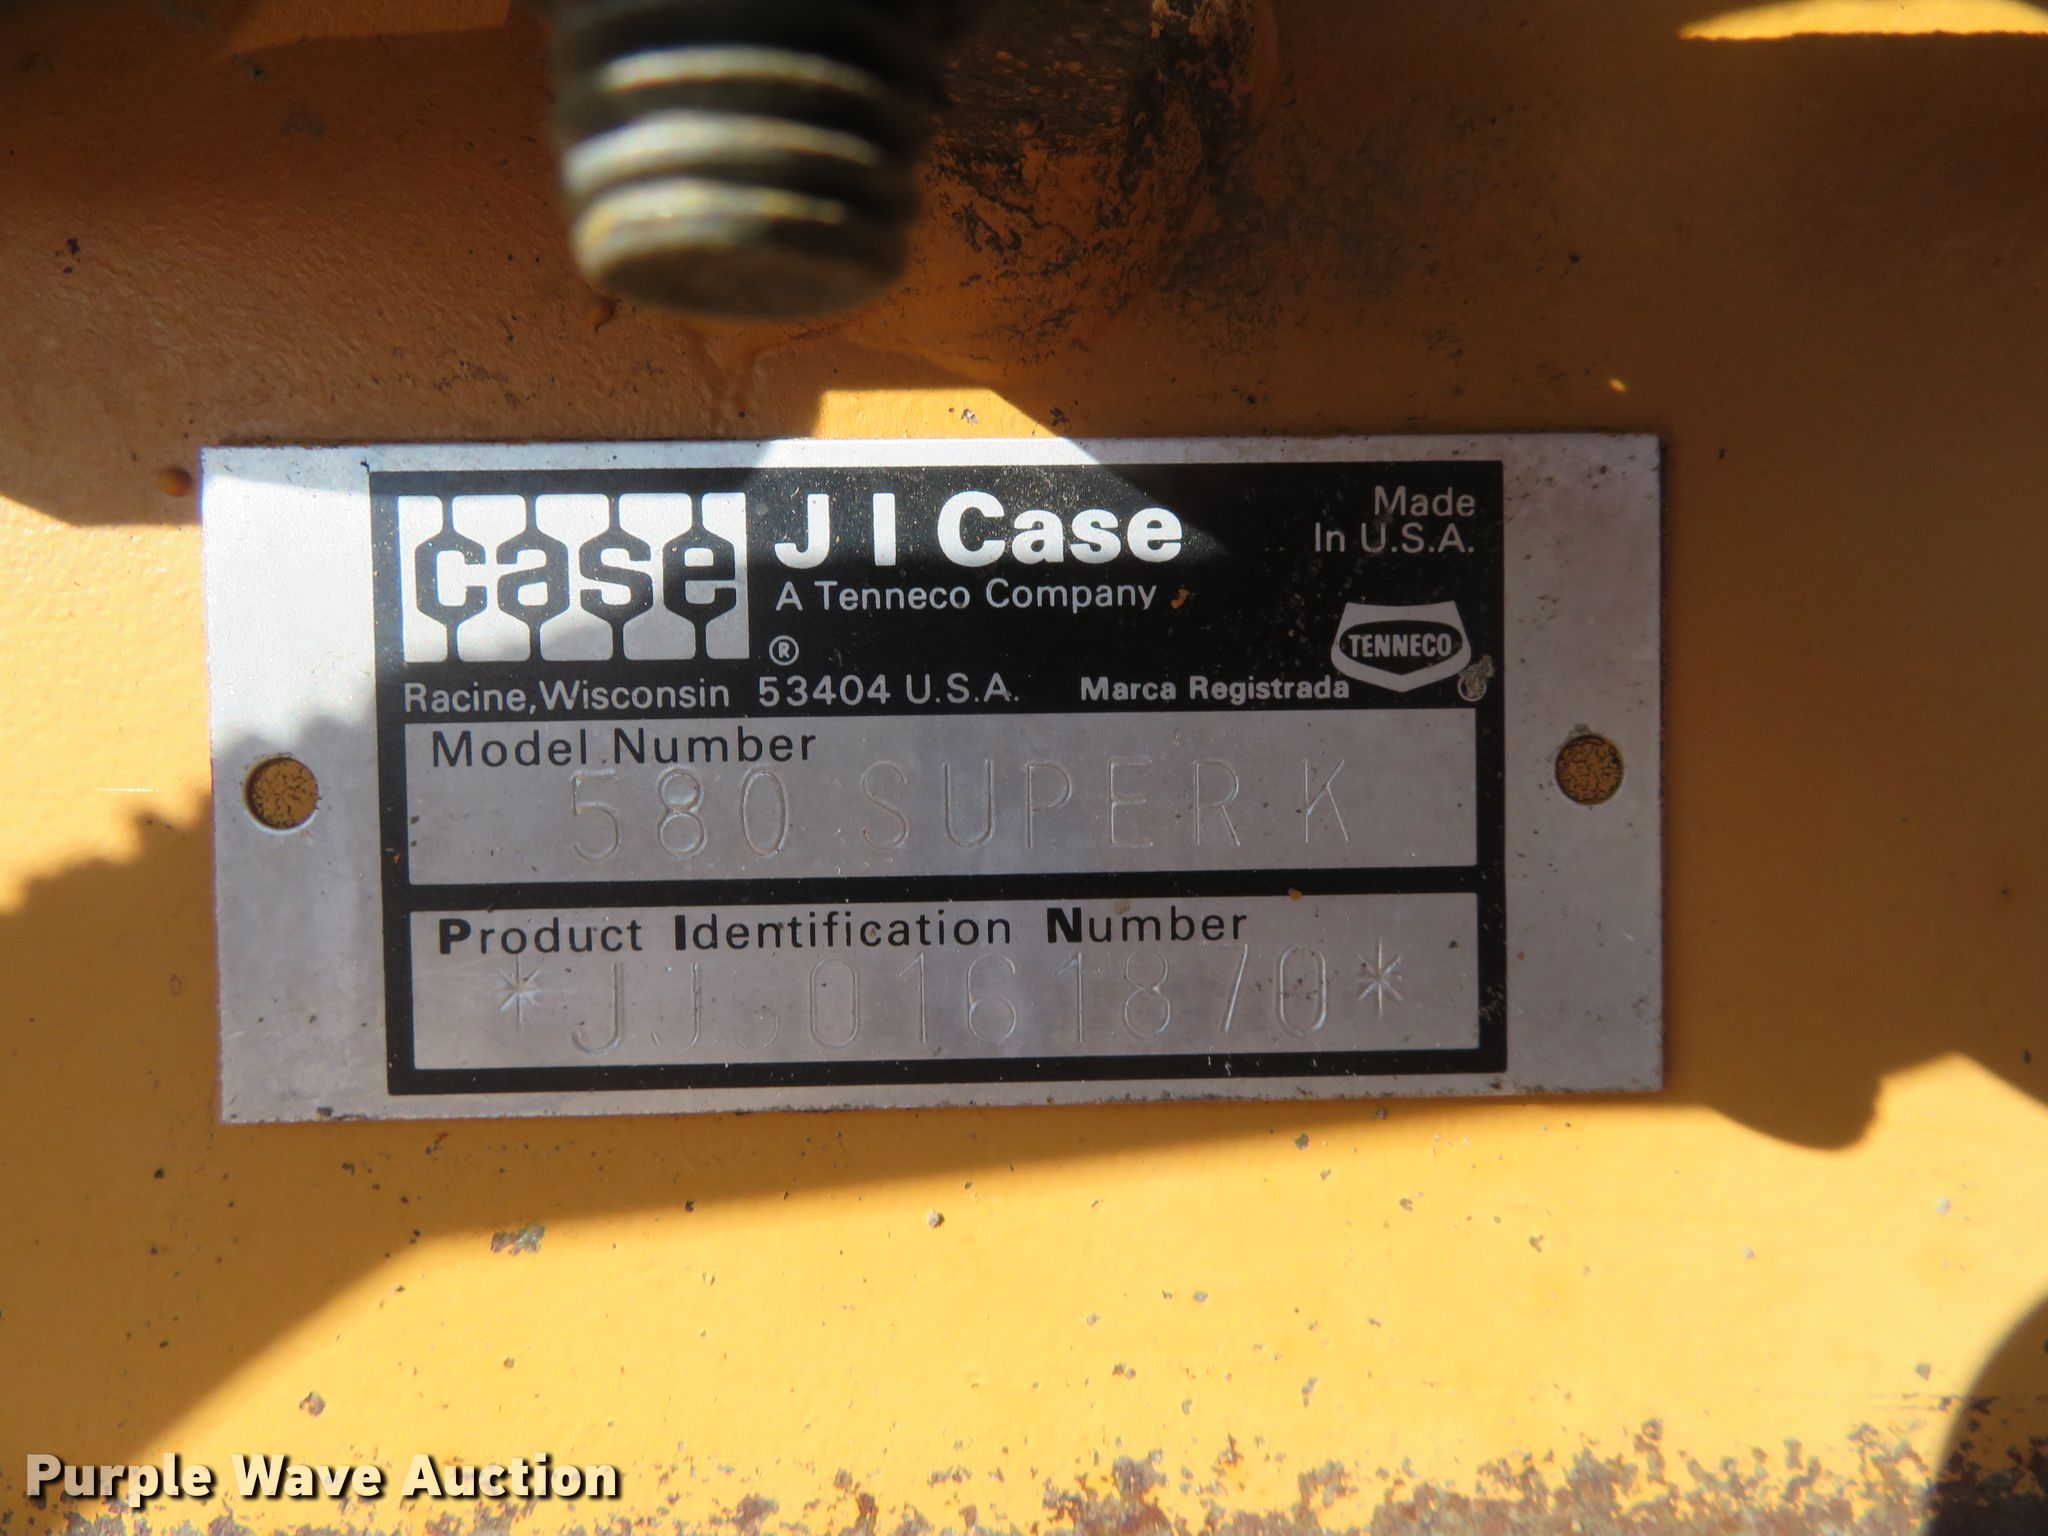 case
J I Case
Made
In U.S.A.
A Tenneco Company
®
TENNECO
Racine, Wisconsin 53404 U.S.A. Marca Registrada
Model Number
580 SUPER K
Product Identification Number
*JJG0161870*
Purple Wave Auction